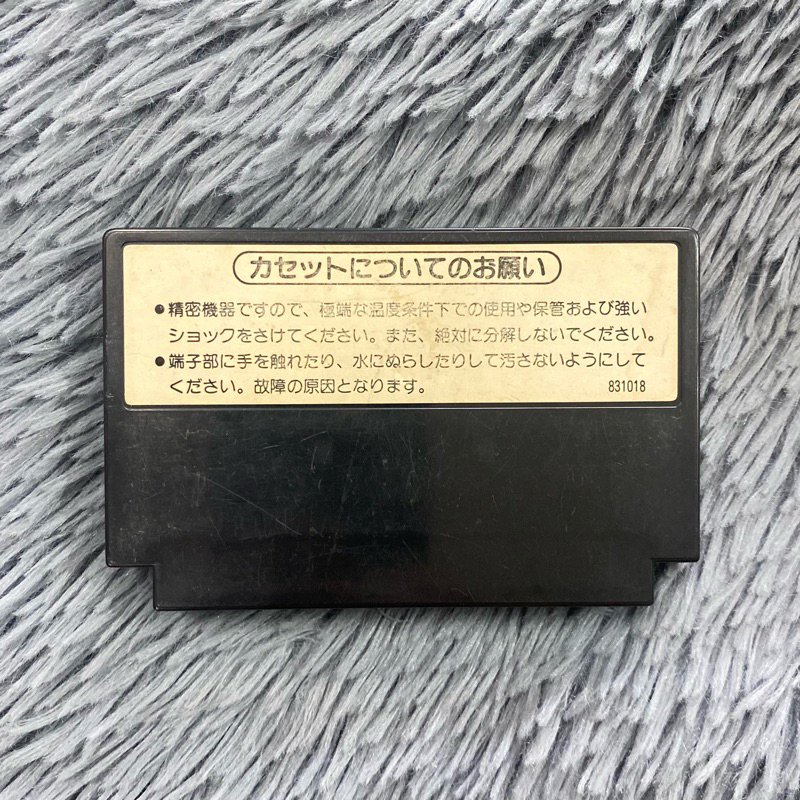 カセットについてのお願い
●精密機器ですので、極端な温度条件下での使用や保管および強い
ショックをさけてください。また、絶対に分解しないでください。
●端子部に手を触れたり、水にぬらしたりして汚さないようにして
ください。故障の原因となります。
831018